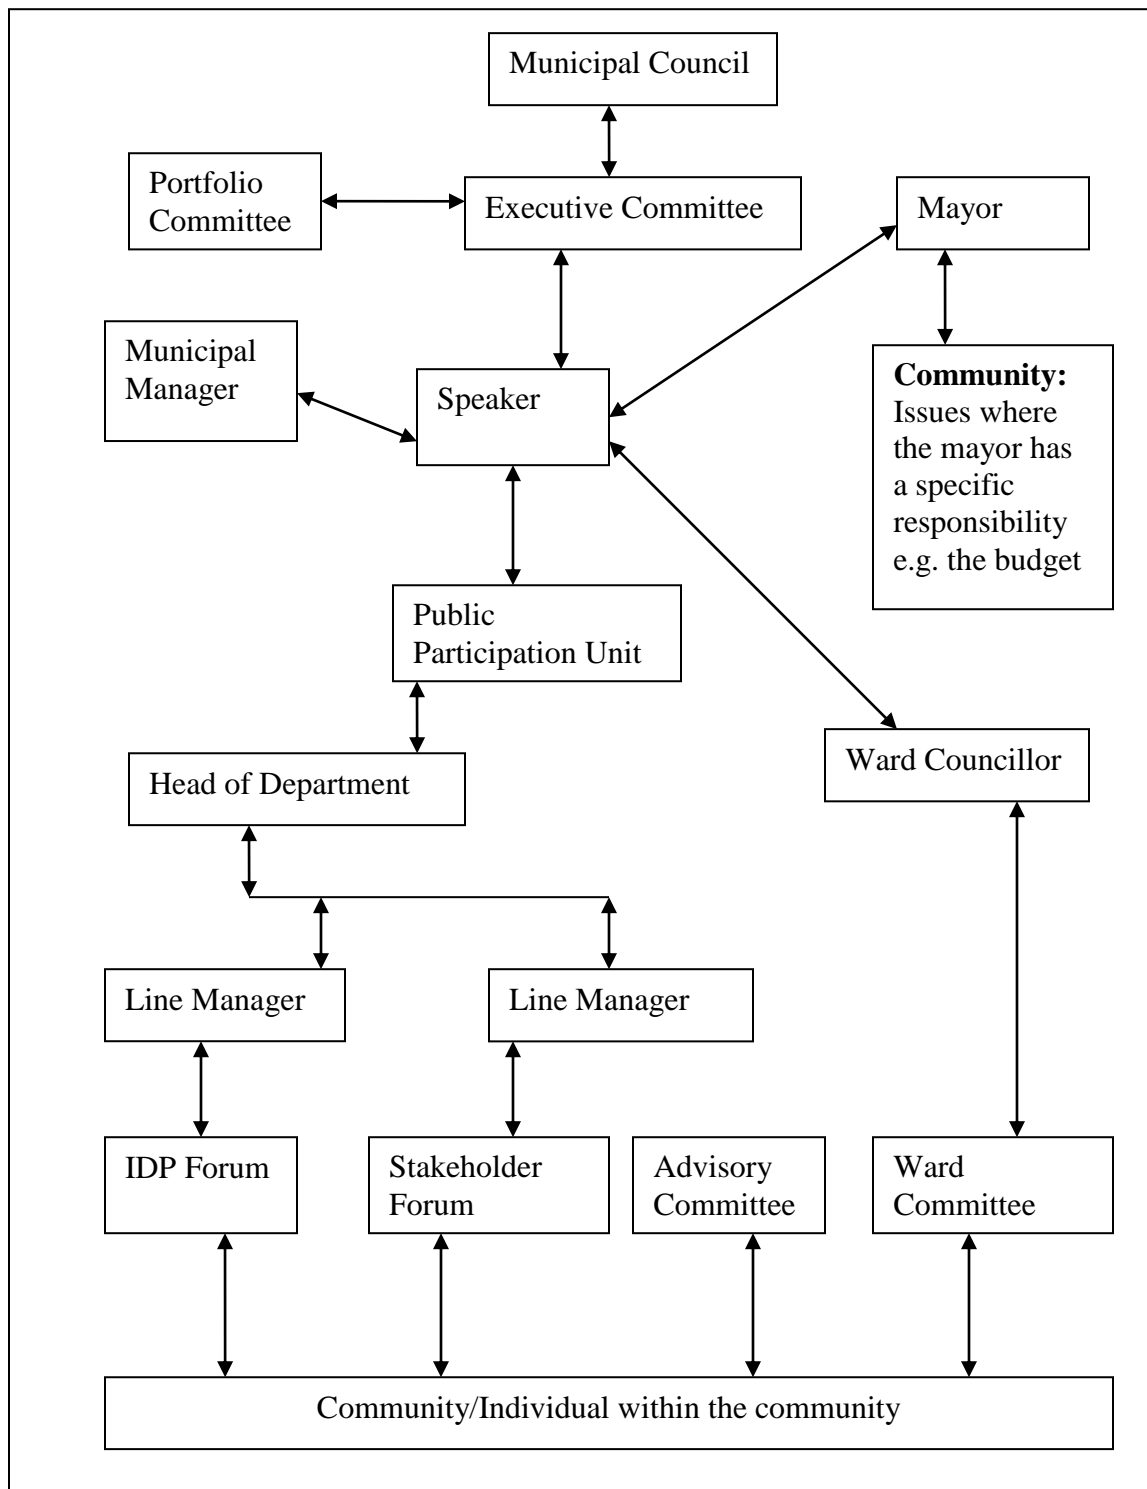 Municipal Council
Portfolio
Committee
Executive Committee
Mayor
Municipal
Manager
Speaker
Community:
Issues where
the mayor has
a specific
responsibility
e.g. the budget
Public
Participation Unit
Head of Department
Ward Councillor
Line Manager
Line Manager
IDP Forum
Stakeholder
Forum
Advisory
Committee
Ward
Committee
Community/Individual within the community